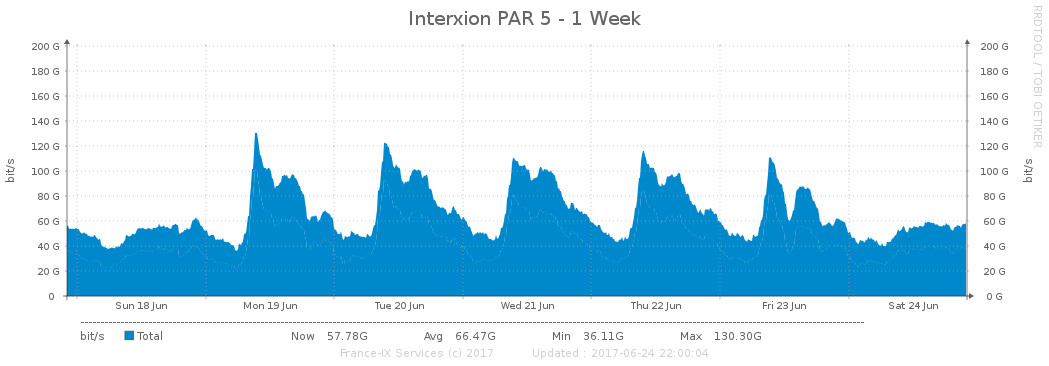 Interxion PAR 5 - 1 Week
RRDTOOL / TOBI OETIKER
bit/s
bit/s
200 G 200 G
180 G 180 G
160 G 160 G
140 G 140 G
120 G 120 G
100 G 100 G
80 G 80 G
60 G 60 G
40 G 40 G
20 G 20 G
0 0 G
Sun 18 Jun Mon 19 Jun Tue 20 Jun Wed 21 Jun Thu 22 Jun Fri 23 Jun Sat 24 Jun
bit/s Total Now 57.78G Avg 66.47G Min 36.11G Max 130.30G
France-IX Services (c) 2017 Updated : 2017-06-24 22:00:04